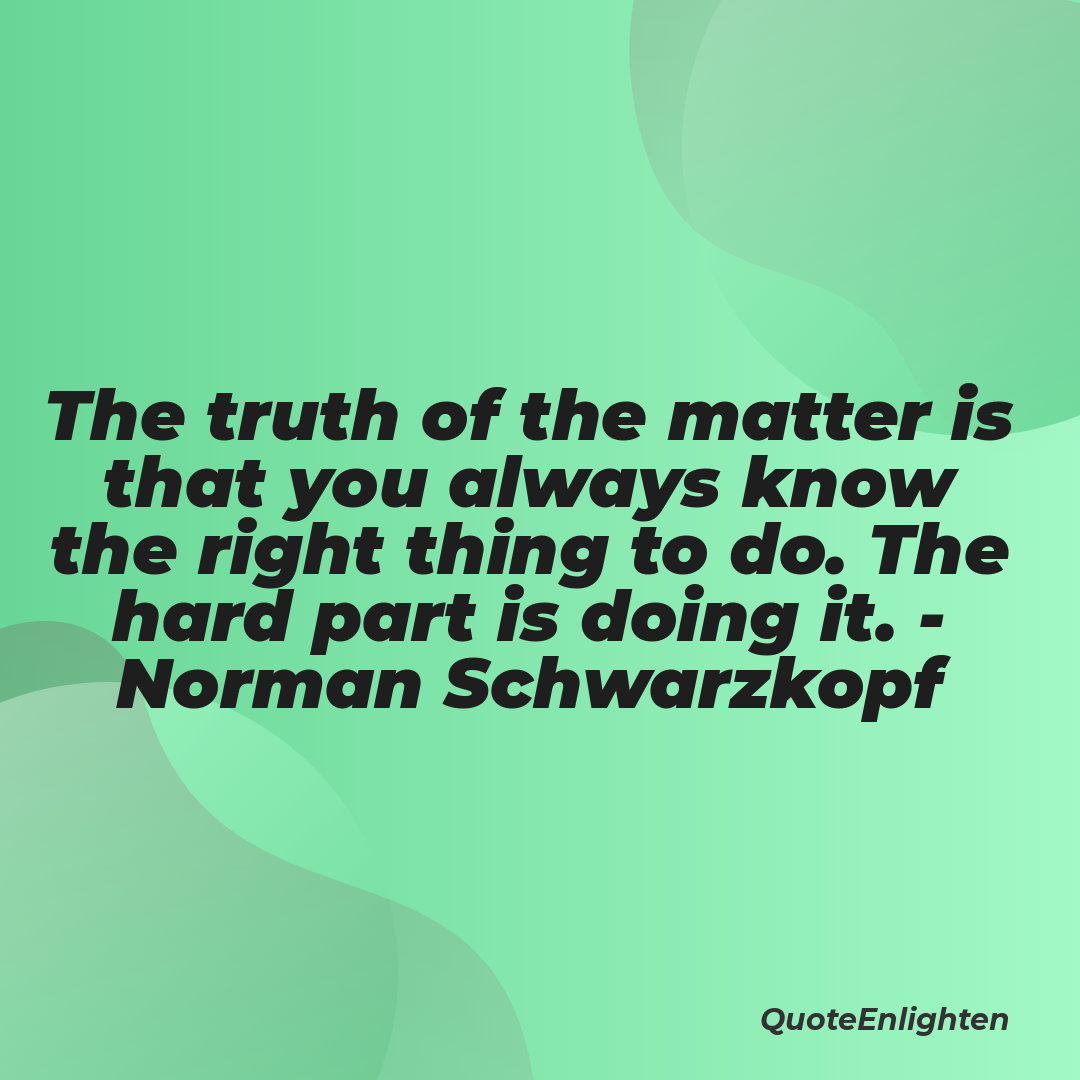 The truth of the matter is
that you always know
the right thing to do. The
hard part is doing it. -
Norman Schwarzkopf
QuoteEnlighten